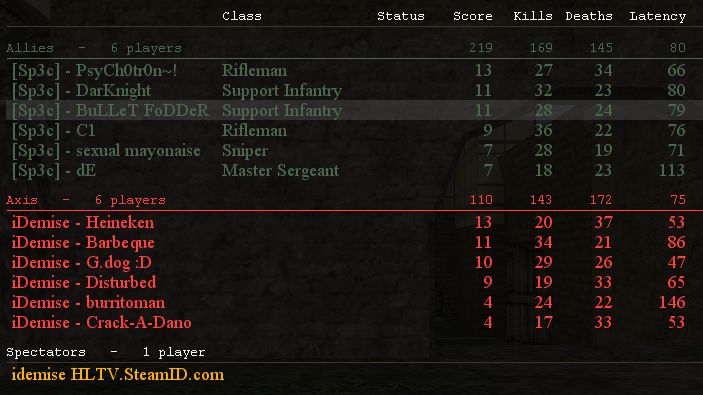 Class Status Score Kills Deaths Latency
Allies - 6 players 219 169 145 80
[Sp3c] - PsyCh0tr0n~! Rifleman 13 27 34 66
[Sp3c] - DarKnight Support Infantry 11 32 23 80
[Sp3c] - BuLLeT FoDDeR Support Infantry 11 28 24 79
[Sp3c] - C1 Rifleman 9 36 22 76
[Sp3c] - sexual mayonaise Sniper 7 28 19 71
[Sp3c] - dE Master Sergeant 7 18 23 113
Axis - 6 players 110 143 172 75
iDemise - Heineken 13 20 37 53
iDemise - Barbeque 11 34 21 86
iDemise - G.dog :D 10 29 26 47
iDemise - Disturbed 9 19 33 65
iDemise - burritoman 4 24 22 146
iDemise - Crack-A-Dano 4 17 33 53
Spectators - 1 player
idemise HLTV.SteamID.com